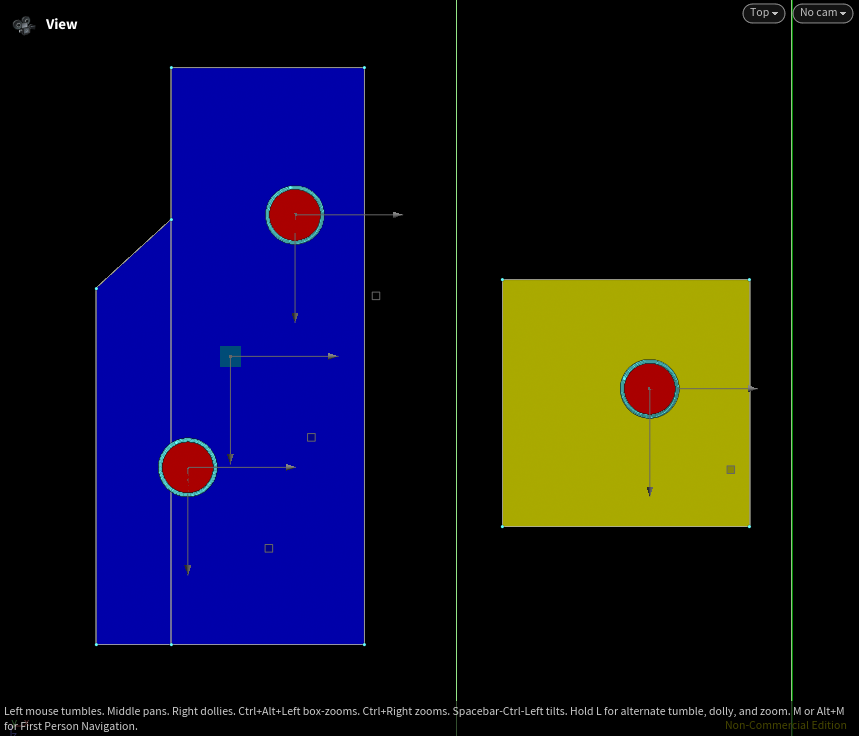 View
Top
No cam
Left mouse tumbles. Middle pans. Right dollies. Ctrl+Alt+Left box-zooms. Ctrl+Right zooms. Spacebar-Ctrl-Left tilts. Hold L for alternate tumble, dolly, and zoom. M or Alt+M
for First Person Navigation.
Non-Commercial Edition